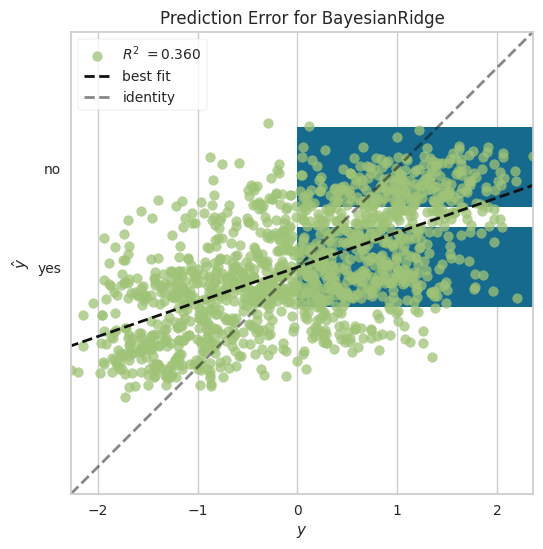 Prediction Error for BayesianRidge
R² = 0.360
best fit
identity
no
yes
ŷ
−2 −1 0 1 2
y